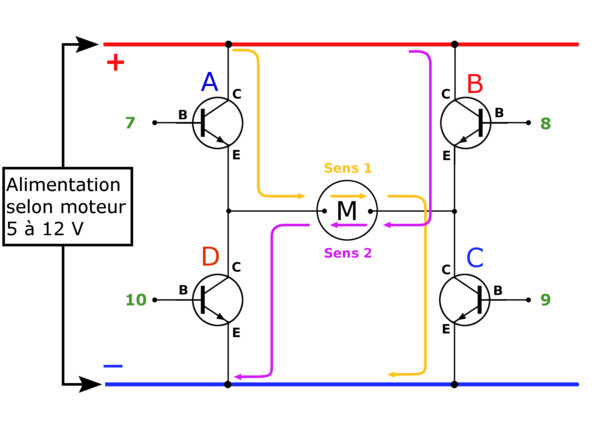 +
A
B
C
C
B
B
7
8
E
E
Sens 1
Alimentation
selon moteur
5 à 12 V
M
Sens 2
D
C
C
C
B
B
10
9
E
E
–